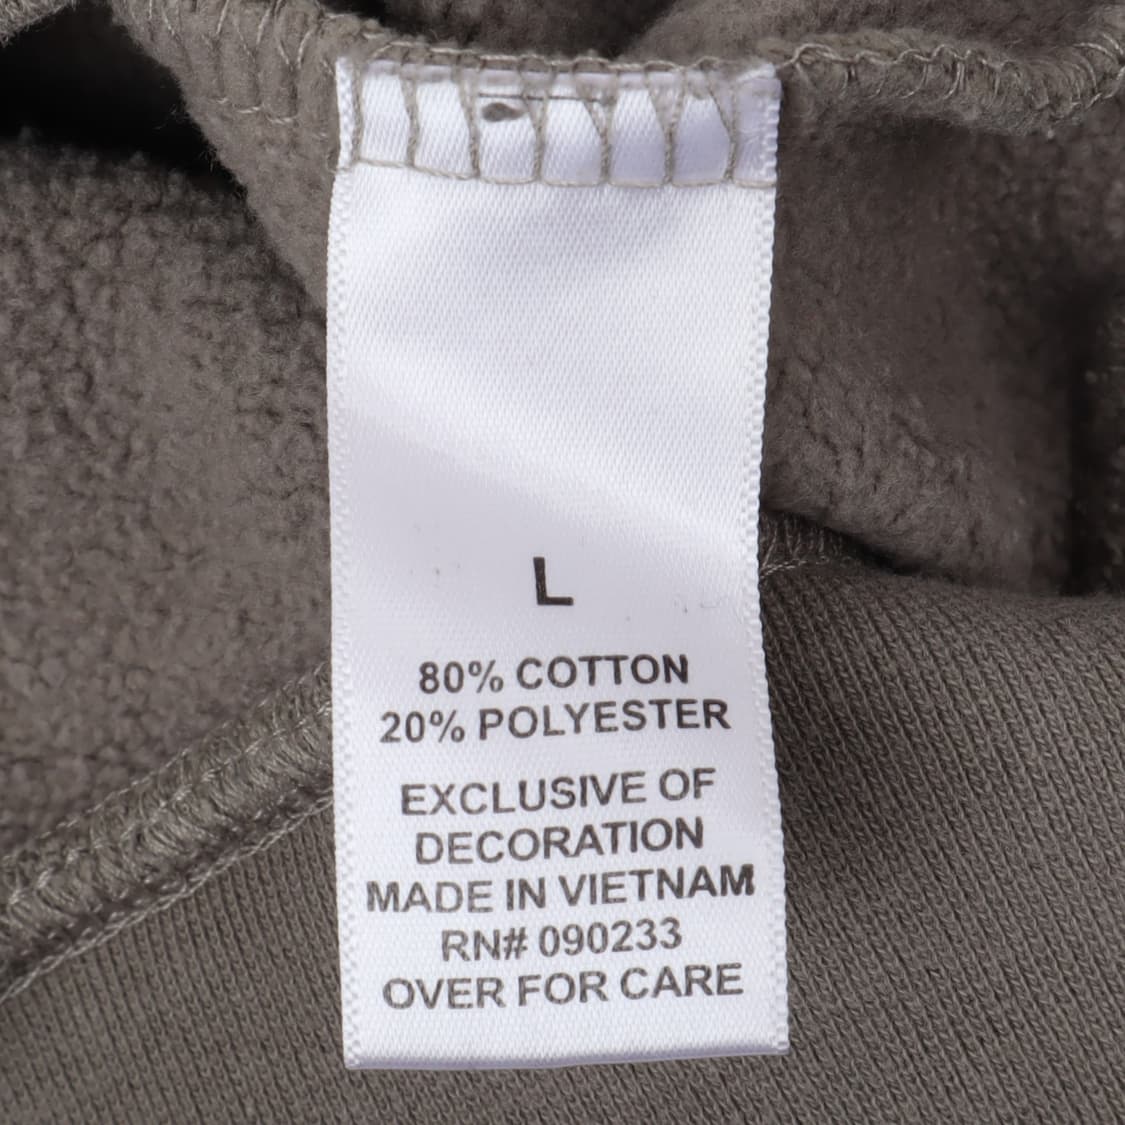 L
80% COTTON
20% POLYESTER
EXCLUSIVE OF
DECORATION
MADE IN VIETNAM
RN# 090233
OVER FOR CARE